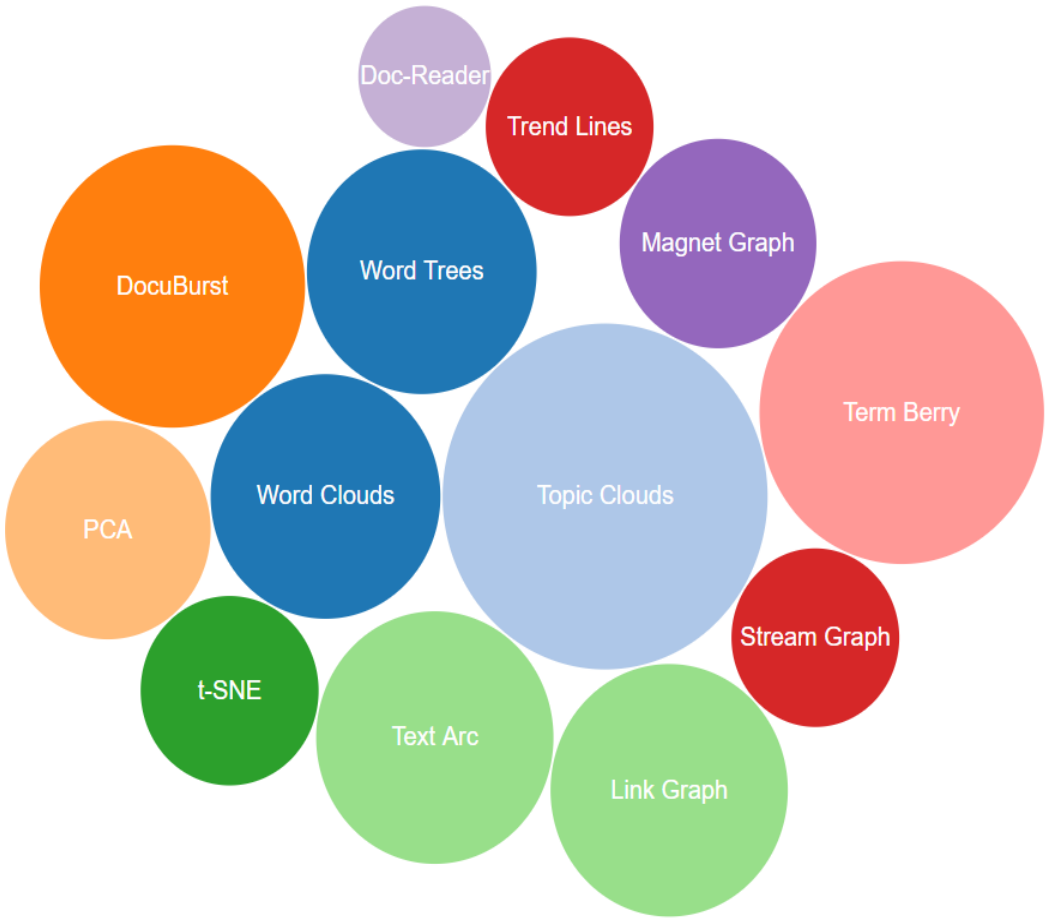 Doc-Reader
Trend Lines
Magnet Graph
Word Trees
DocuBurst
Term Berry
Word Clouds
Topic Clouds
PCA
Stream Graph
t-SNE
Text Arc
Link Graph